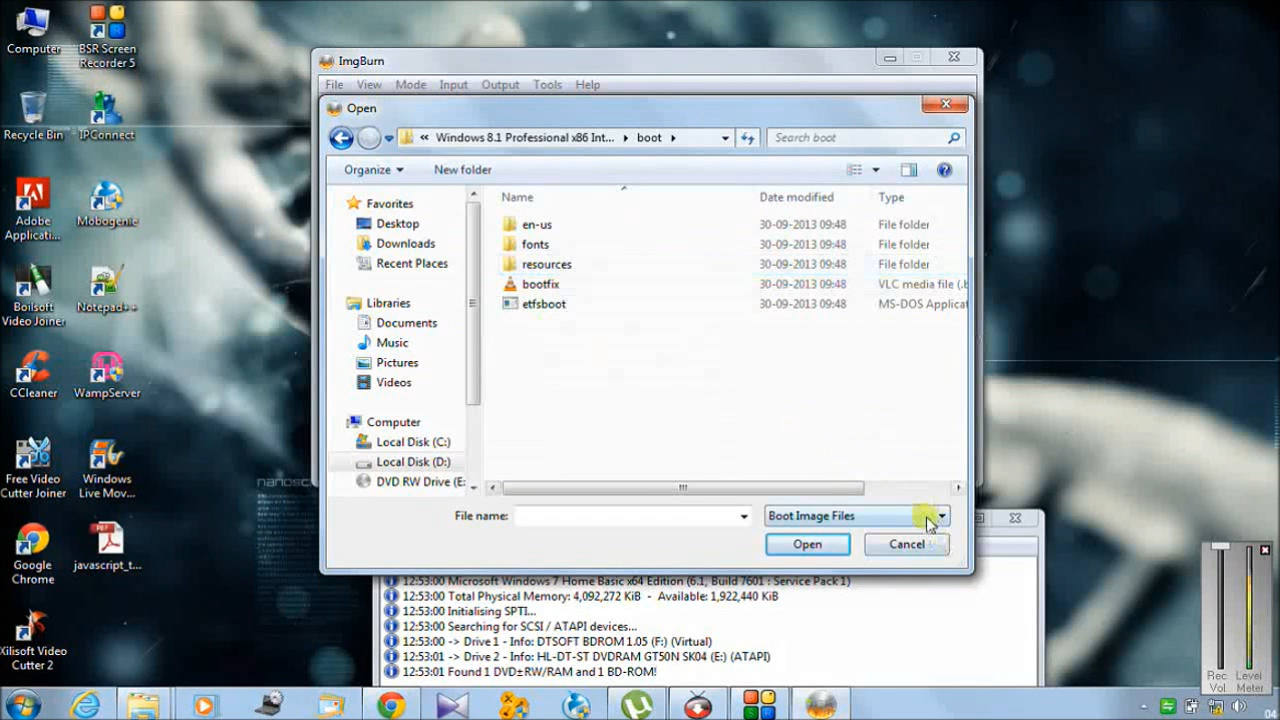 Computer
BSR Screen
Recorder 5
Recycle Bin
IPConnect
Adobe
Applicati...
Mobogenie
Boilsoft
Video Joiner
Notepad++
CCleaner
WampServer
Free Video
Cutter Joiner
Windows
Live Mov...
Google
Chrome
javascript_t...
Xilisoft Video
Cutter 2
ImgBurn
File View Mode Input Output Tools Help
Open
« Windows 8.1 Professional x86 Int... boot
Search boot
Organize New folder
Name Date modified Type
Favorites
Desktop
Downloads
Recent Places
Libraries
Documents
Music
Pictures
Videos
Computer
Local Disk (C:)
Local Disk (D:)
DVD RW Drive (E:
en-us 30-09-2013 09:48 File folder
fonts 30-09-2013 09:48 File folder
resources 30-09-2013 09:48 File folder
bootfix 30-09-2013 09:48 VLC media file (.b
etfsboot 30-09-2013 09:48 MS-DOS Applicat
File name: Boot Image Files
Open Cancel
12:53:00 Microsoft Windows 7 Home Basic x64 Edition (6.1, Build 7601 : Service Pack 1)
12:53:00 Total Physical Memory: 4,092,272 KiB - Available: 1,922,440 KiB
12:53:00 Initialising SPTI...
12:53:00 Searching for SCSI / ATAPI devices...
12:53:00 -> Drive 1 - Info: DTSOFT BDROM 1.05 (F:) (Virtual)
12:53:01 -> Drive 2 - Info: HL-DT-ST DVDRAM GT50N SK04 (E:) (ATAPI)
12:53:01 Found 1 DVD±RW/RAM and 1 BD-ROM!
Rec Level
Vol Meter
04